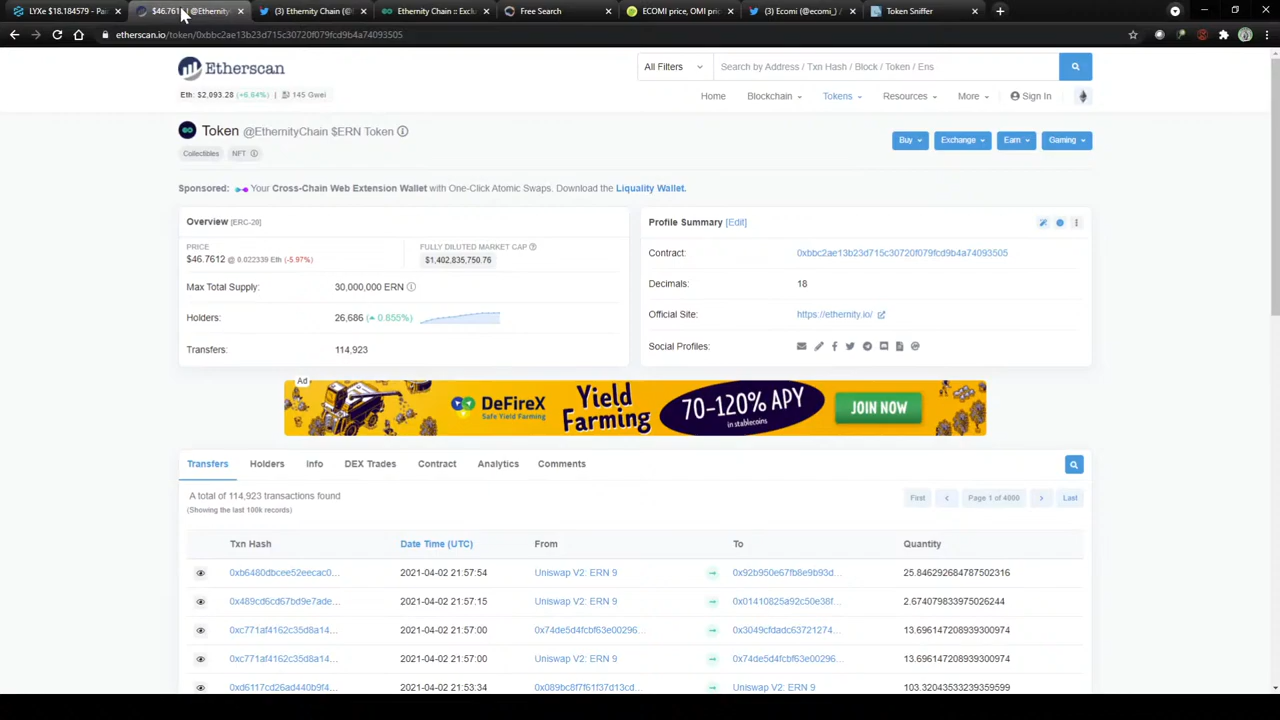 LYXe $18.184579 - Pai
$46.761 @Ethernity
(3) Ethernity Chain (@
Ethernity Chain :: Excl
Free Search
ECOMI price, OMI price
(3) Ecomi (@ecomi_) /
Token Sniffer
etherscan.io/token/0xbbc2ae13b23d715c30720f079fcd9b4a74093505
Etherscan
All Filters
Search by Address / Txn Hash / Block / Token / Ens
Eth: $2,093.28 (+6.64%) | 145 Gwei
Home Blockchain Tokens Resources More Sign In
Token @EthernityChain $ERN Token
Buy Exchange Earn Gaming
Collectibles NFT
Sponsored: Your Cross-Chain Web Extension Wallet with One-Click Atomic Swaps. Download the Liquality Wallet.
Overview [ERC-20]
PRICE
$46.7612 @ 0.022339 Eth (-5.97%)
FULLY DILUTED MARKET CAP
$1,402,835,750.76
Max Total Supply: 30,000,000 ERN
Holders: 26,686 (0.855%)
Transfers: 114,923
Profile Summary [Edit]
Contract: 0xbbc2ae13b23d715c30720f079fcd9b4a74093505
Decimals: 18
Official Site: https://ethernity.io/
Social Profiles:
Ad
DeFireX
Safe Yield Farming
Yield
Farming
70-120% APY
in stablecoins
JOIN NOW
Transfers Holders Info DEX Trades Contract Analytics Comments
A total of 114,923 transactions found
(Showing the last 100k records)
First < Page 1 of 4000 > Last
Txn Hash Date Time (UTC) From To Quantity
0xb6480dbcee52eecac0... 2021-04-02 21:57:54 Uniswap V2: ERN 9 0x92b950e67fb8e9b93d... 25.846292684787502316
0x489cd6cd67bd9e7ade... 2021-04-02 21:57:15 Uniswap V2: ERN 9 0x01410825a92c50e38f... 2.674079833975026244
0xc771af4162c35d8a14... 2021-04-02 21:57:00 0x74de5d4fcbf63e00296... 0x3049cfdadc63721274... 13.696147208939300974
0xc771af4162c35d8a14... 2021-04-02 21:57:00 Uniswap V2: ERN 9 0x74de5d4fcbf63e00296... 13.696147208939300974
0xd6117cd26ad440b9f4... 2021-04-02 21:53:34 0x089bc8f7f61f37d13cd... Uniswap V2: ERN 9 103.32043533239359599